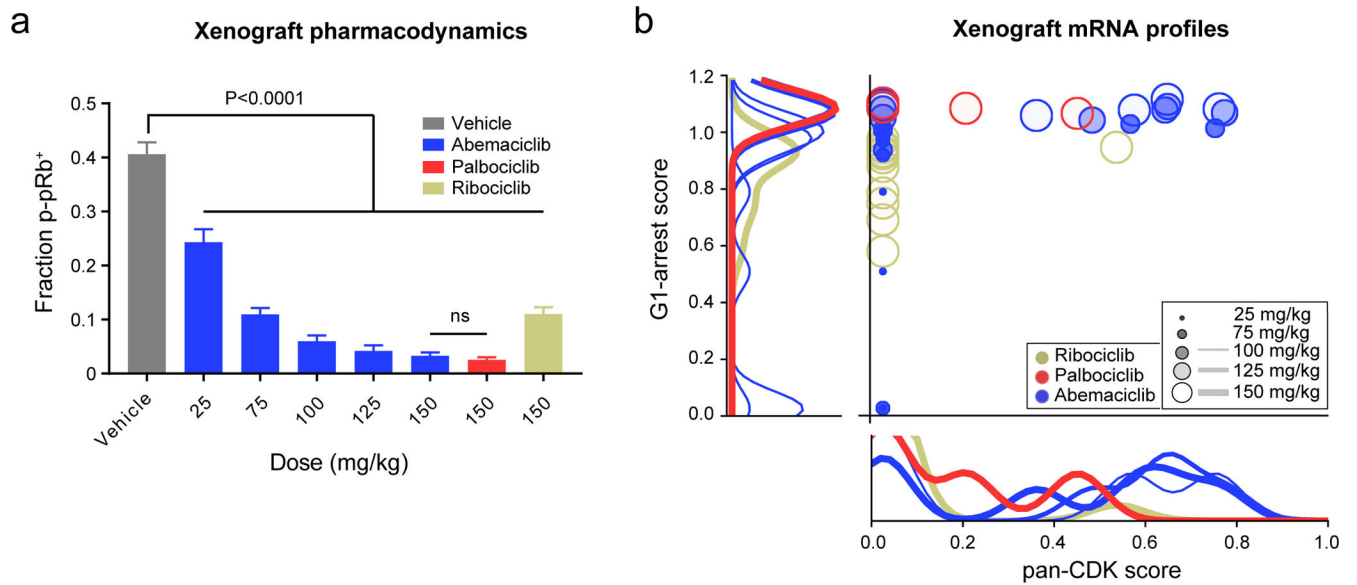 a
Xenograft pharmacodynamics
P<0.0001
Vehicle
Abemaciclib
Palbociclib
Ribociclib
ns
Fraction p-pRb⁺
0.5
0.4
0.3
0.2
0.1
0
Vehicle
25
75
100
125
150
150
150
Dose (mg/kg)
b
Xenograft mRNA profiles
G1-arrest score
1.2
1.0
0.8
0.6
0.4
0.2
0.0
Ribociclib
Palbociclib
Abemaciclib
25 mg/kg
75 mg/kg
100 mg/kg
125 mg/kg
150 mg/kg
0.0 0.2 0.4 0.6 0.8 1.0
pan-CDK score